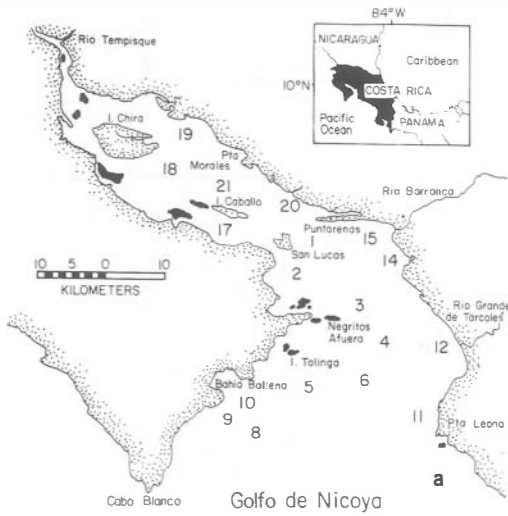 84°W
NICARAGUA
Caribbean
10°N
COSTA RICA
Pacific
Ocean
PANAMA
Rio Tempisque
I. Chira
19
18
Pta
Morales
21
I. Caballo
20
17
Rio Barranca
Puntarenas
15
1
San Lucas
14
10 0 10
KILOMETERS
2
3
Negritos
Afuera
4
Rio Grande
de Tarcoles
12
I. Tolinga
5
6
Bahia Ballena
10
9
8
11
Pta Leona
a
Cabo Blanco
Golfo de Nicoya